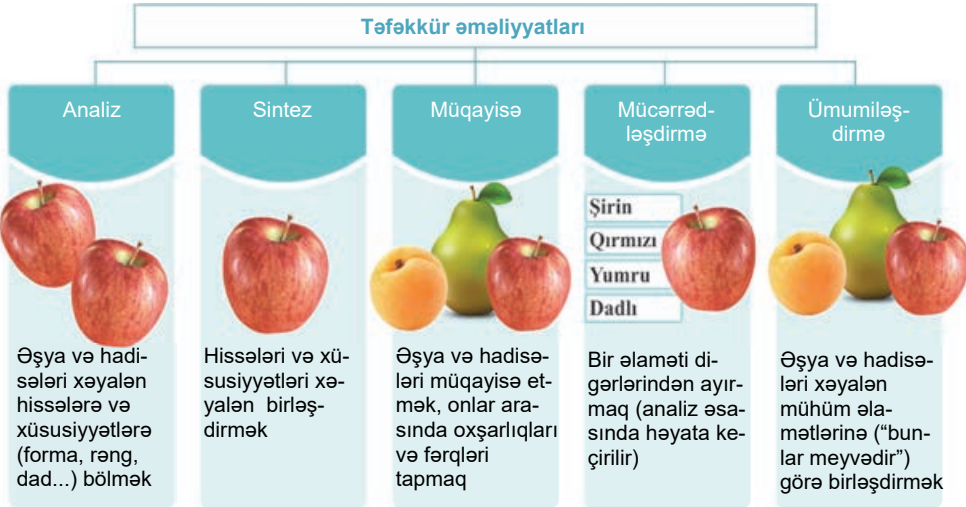 Təfəkkür əməliyyatları
Analiz
Əşya və hadi-
sələri xəyalən
hissələrə və
xüsusiyyətlərə
(forma, rəng,
dad...) bölmək
Sintez
Hissələri və xü-
susiyyətləri xə-
yalən birləş-
dirmək
Müqayisə
Əşya və hadisə-
ləri müqayisə et-
mək, onlar ara-
sında oxşarlıqları
və fərqləri
tapmaq
Mücərrəd-
ləşdirmə
Şirin
Qırmızı
Yumru
Dadlı
Bir əlaməti di-
gərlərindən ayır-
maq (analiz əsa-
sında həyata ke-
çirilir)
Ümumiləş-
dirmə
Əşya və hadisə-
ləri xəyalən
mühüm əla-
mətlərinə (“bun-
lar meyvədir”)
görə birləşdirmək